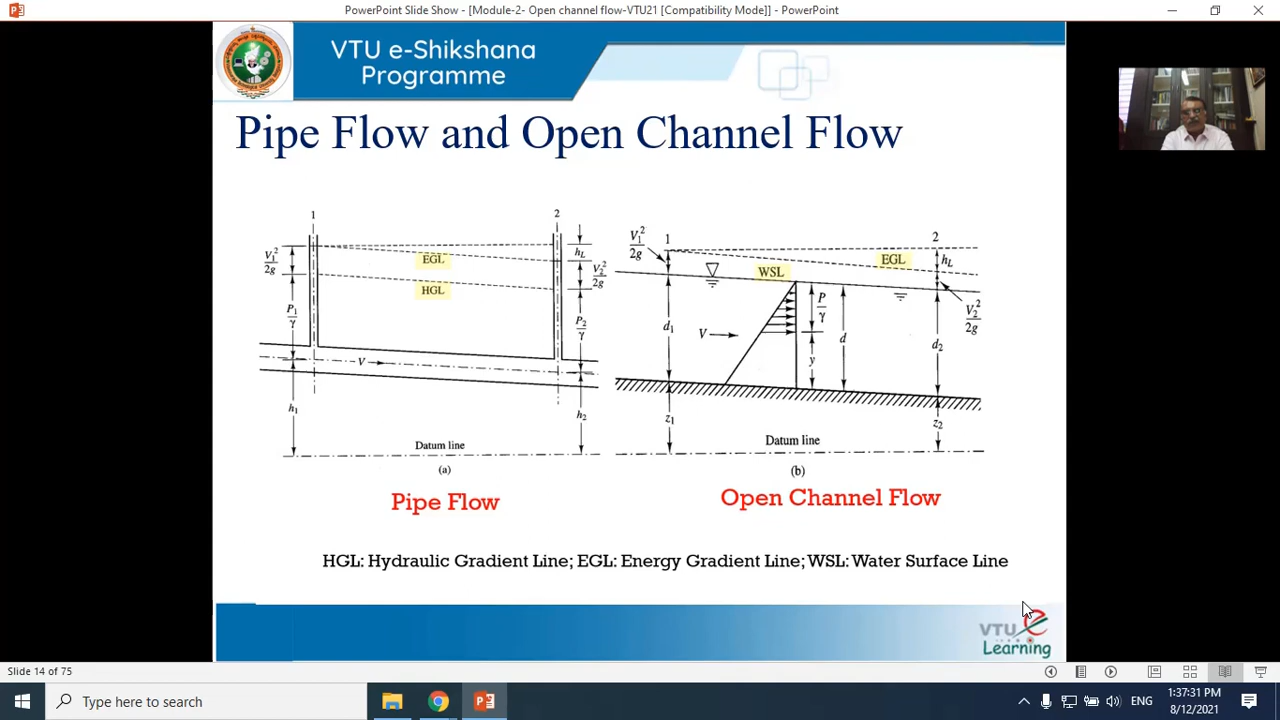 PowerPoint Slide Show - [Module-2- Open channel flow-VTU21 [Compatibility Mode]] - PowerPoint
VTU e-Shikshana
Programme
Pipe Flow and Open Channel Flow
1
2
V₁²
2g
EGL
HGL
hL
V₂²
2g
P₁
γ
P₂
γ
V
h₁
h₂
Datum line
(a)
Pipe Flow
V₁²
2g
1
2
WSL
EGL
hL
P
γ
V₂²
2g
d₁
V
d
d₂
y
z₁
z₂
Datum line
(b)
Open Channel Flow
HGL: Hydraulic Gradient Line; EGL: Energy Gradient Line; WSL: Water Surface Line
VTU e
Learning
Slide 14 of 75
Type here to search
ENG
1:37:31 PM
8/12/2021